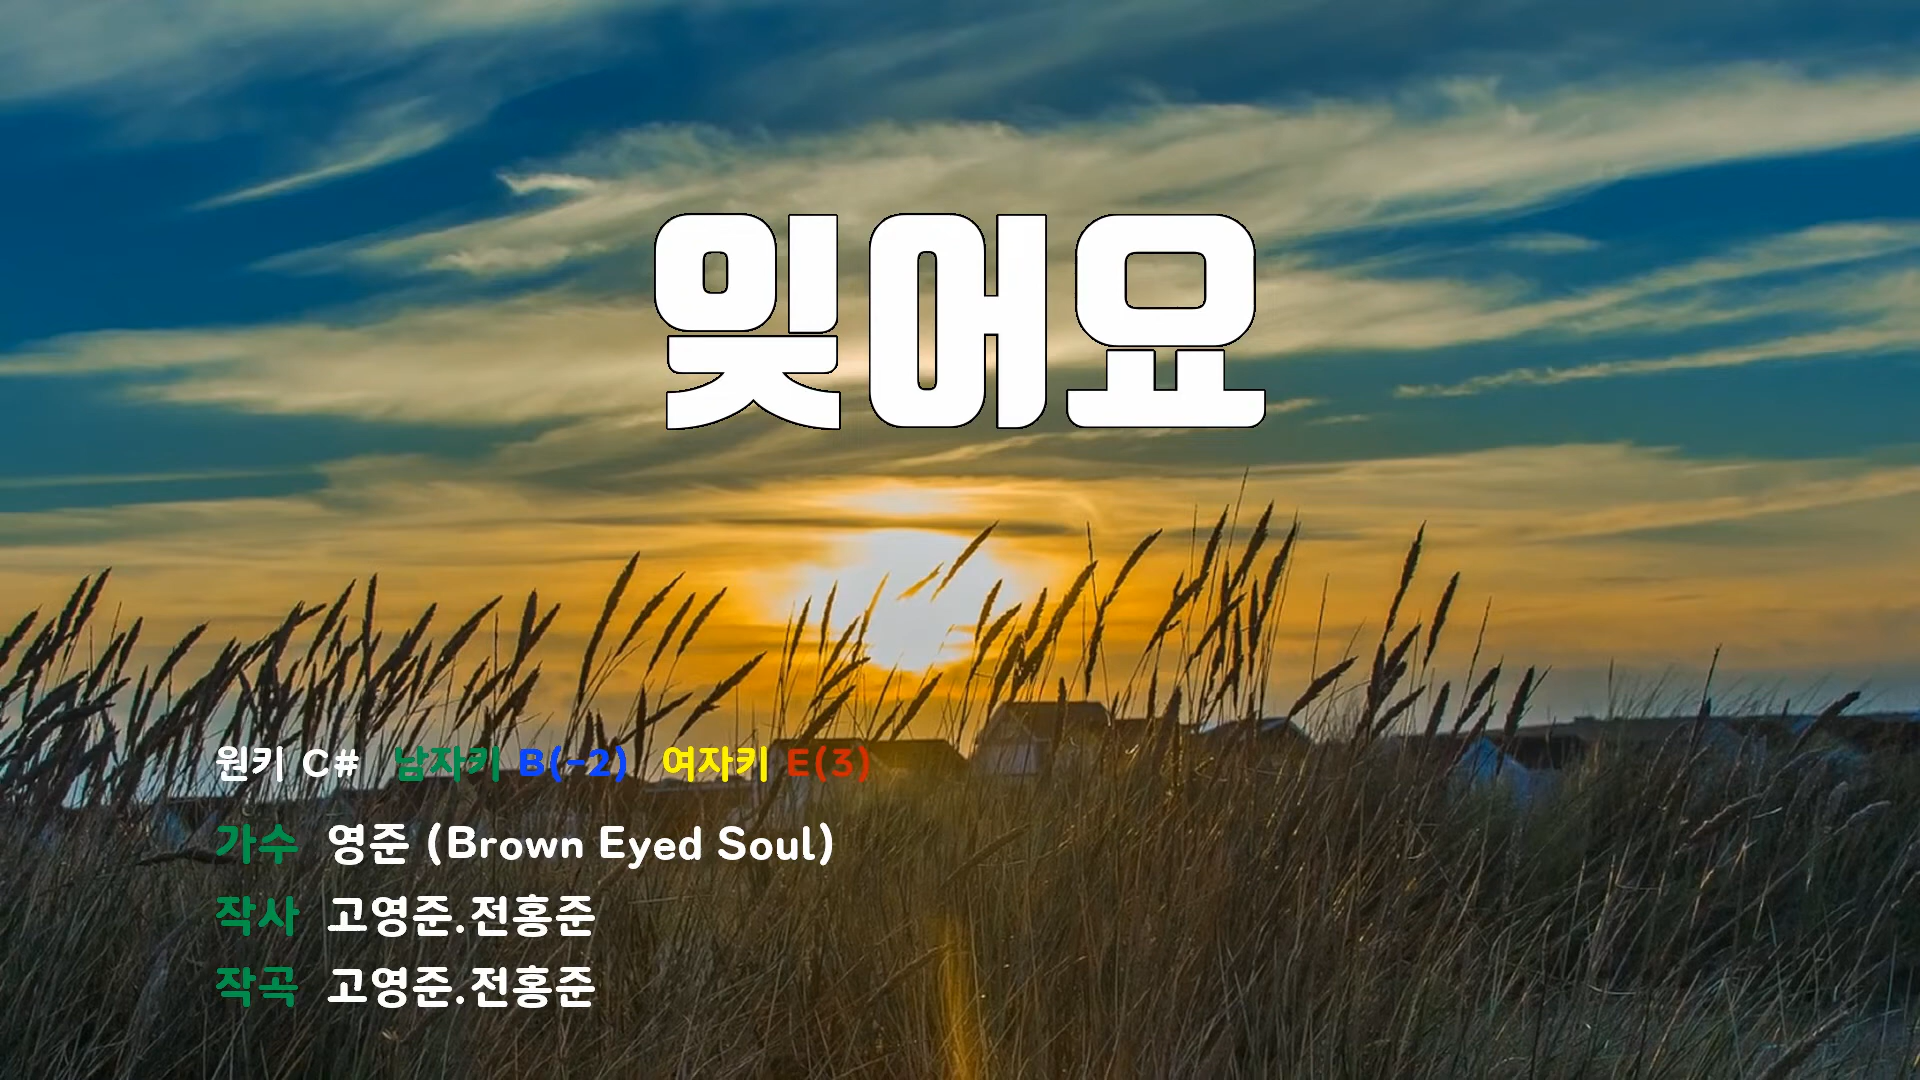 잊어요
원키 C# 남자키 B(-2) 여자키 E(3)
가수 영준 (Brown Eyed Soul)
작사 고영준.전홍준
작곡 고영준.전홍준